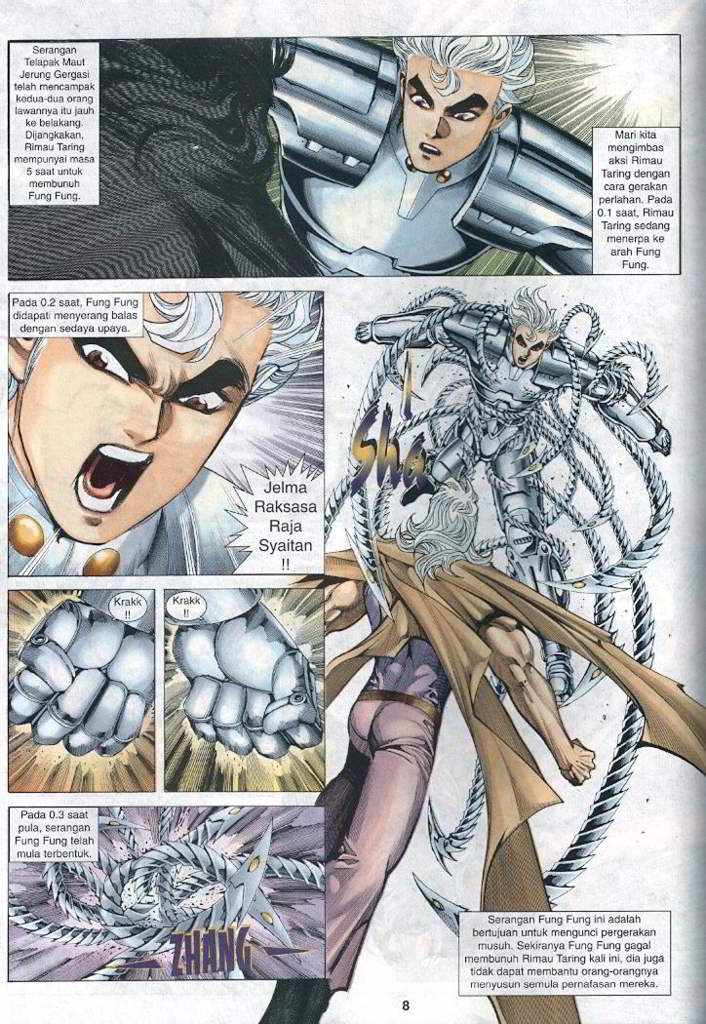 Serangan
Telapak Maut
Jerung Gergasi
telah mencampak
kedua-dua orang
lawannya itu jauh
ke belakang.
Dijangkakan,
Rimau Taring
mempunyai masa
5 saat untuk
membunuh
Fung Fung.
Mari kita
mengimbas
aksi Rimau
Taring dengan
cara gerakan
perlahan. Pada
0.1 saat, Rimau
Taring sedang
menerpa ke
arah Fung
Fung.
Pada 0.2 saat, Fung Fung
didapati menyerang balas
dengan sedaya upaya.
Jelma
Raksasa
Raja
Syaitan
!!
Sha
Krakk
!!
Krakk
!!
Pada 0.3 saat
pula, serangan
Fung Fung telah
mula terbentuk.
ZHANG
Serangan Fung Fung ini adalah
bertujuan untuk mengunci pergerakan
musuh. Sekiranya Fung Fung gagal
membunuh Rimau Taring kali ini, dia juga
tidak dapat membantu orang-orangnya
menyusun semula pernafasan mereka.
8